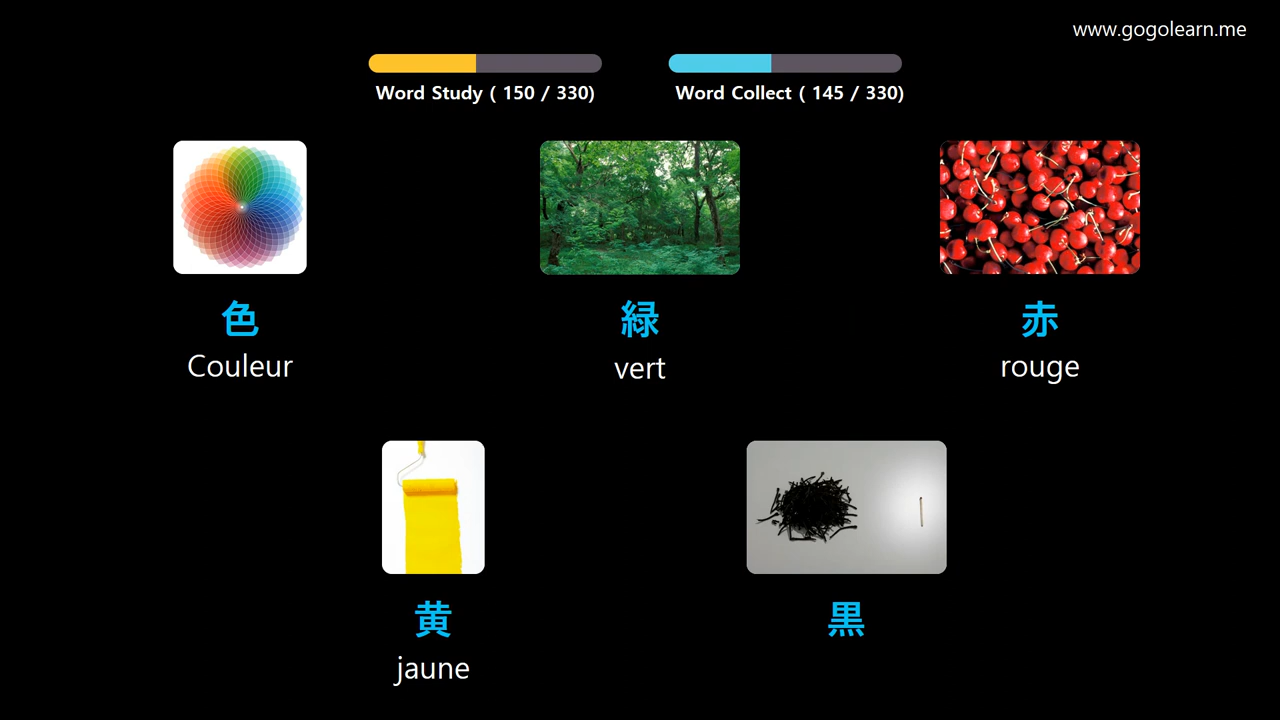 www.gogolearn.me
Word Study ( 150 / 330)
Word Collect ( 145 / 330)
色
Couleur
緑
vert
赤
rouge
黄
jaune
黒